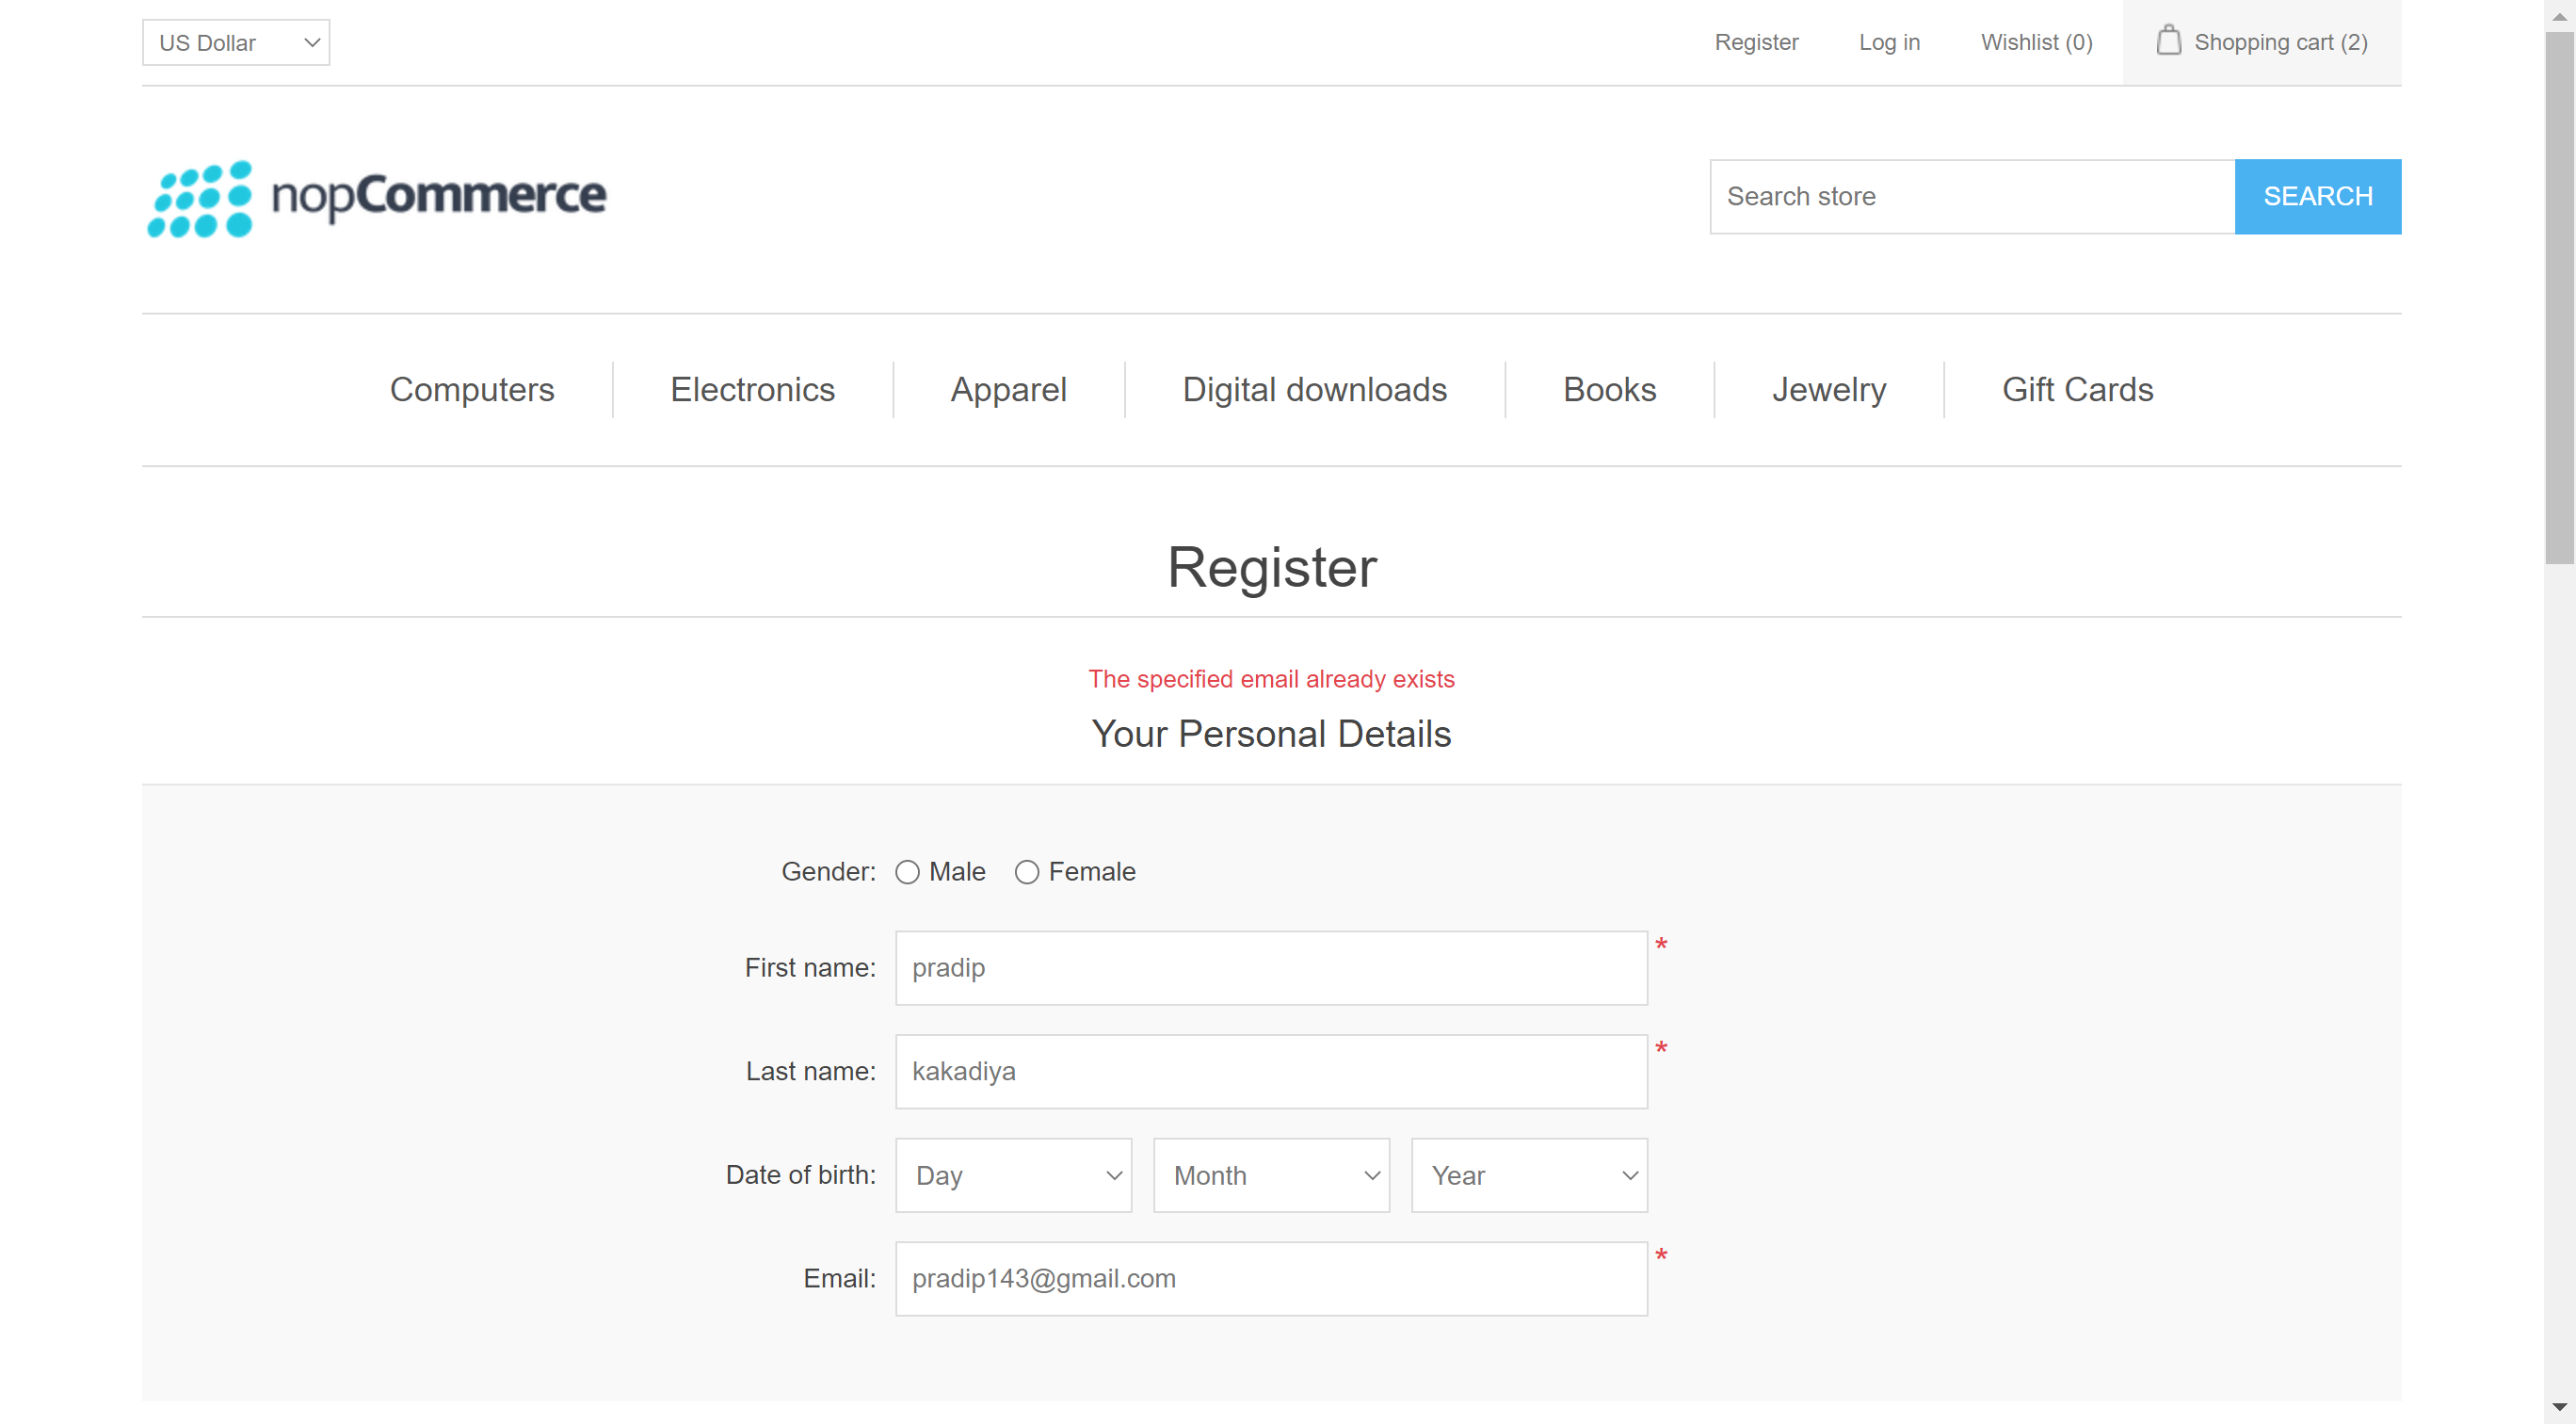 US Dollar Register Log in Wishlist (0) Shopping cart (2)
nopCommerce Search store SEARCH
Computers Electronics Apparel Digital downloads Books Jewelry Gift Cards
Register
The specified email already exists
Your Personal Details
Gender: Male Female
First name: pradip *
Last name: kakadiya *
Date of birth: Day Month Year
Email: pradip143@gmail.com *